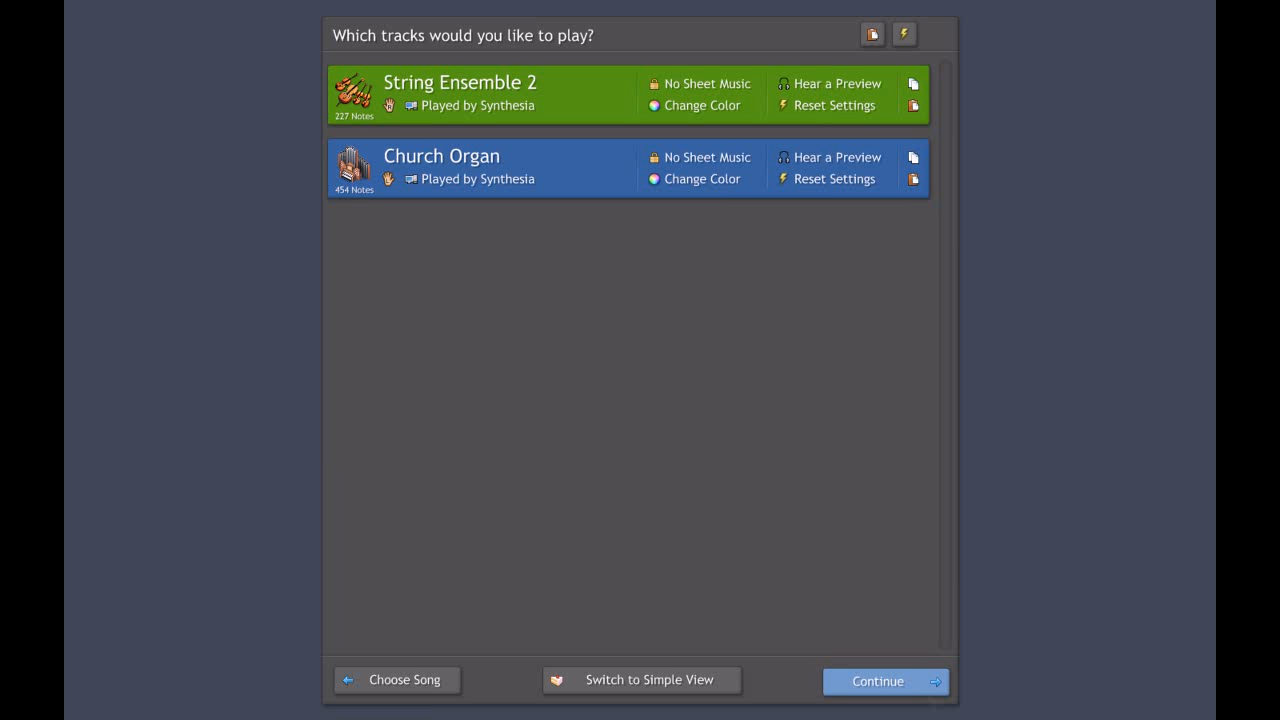 Which tracks would you like to play?
String Ensemble 2
No Sheet Music
Hear a Preview
227 Notes
Played by Synthesia
Change Color
Reset Settings
Church Organ
No Sheet Music
Hear a Preview
454 Notes
Played by Synthesia
Change Color
Reset Settings
Choose Song
Switch to Simple View
Continue